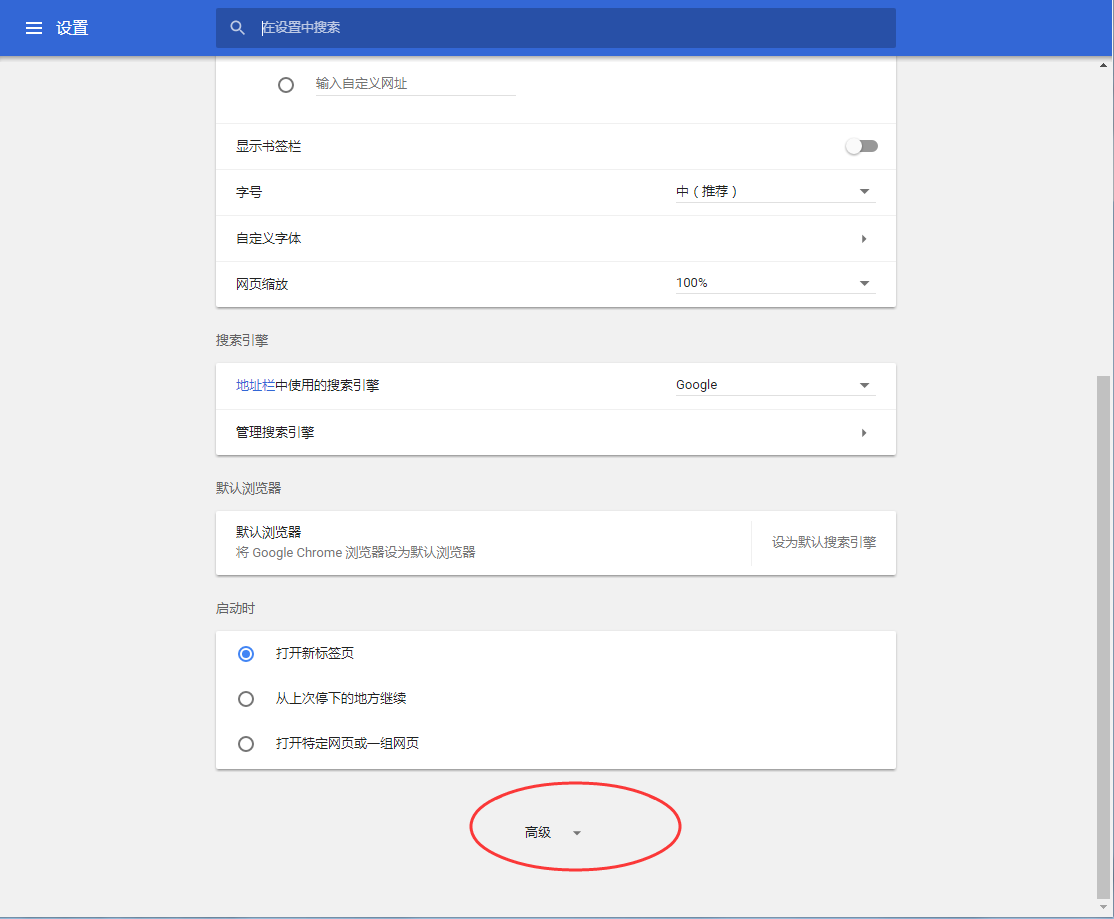 设置
在设置中搜索
输入自定义网址
显示书签栏
字号 中（推荐）
自定义字体
网页缩放 100%
搜索引擎
地址栏中使用的搜索引擎 Google
管理搜索引擎
默认浏览器
默认浏览器
将 Google Chrome 浏览器设为默认浏览器
设为默认搜索引擎
启动时
打开新标签页
从上次停下的地方继续
打开特定网页或一组网页
高级